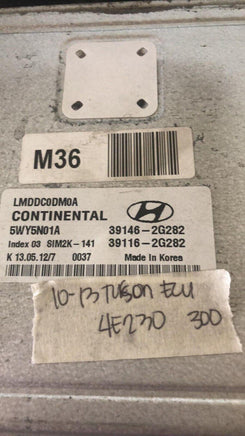 M36
LMDDC0DM0A
CONTINENTAL
5WY5N01A 39146-2G282
Index 03 SIM2K-141 39116-2G282
K 13.05.12/7 0037 Made In Korea
10-13 TUCSON ECU
4E230 300